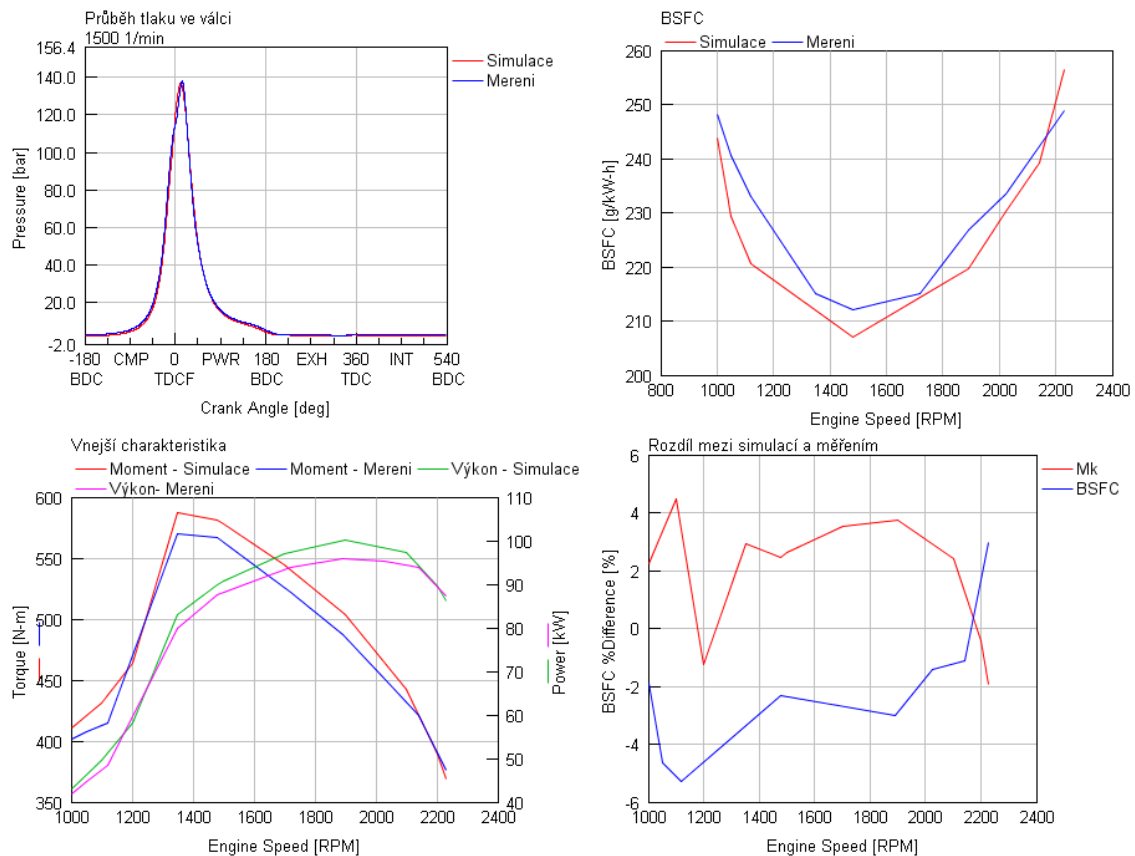 Průběh tlaku ve válci
1500 1/min
156.4
140.0
120.0
100.0
80.0
60.0
40.0
20.0
-2.0
Pressure [bar]
Simulace
Mereni
-180 CMP 0 PWR 180 EXH 360 INT 540
BDC TDCF BDC TDC BDC
Crank Angle [deg]
BSFC
Simulace Mereni
260
250
240
230
220
210
200
BSFC [g/kW-h]
800 1000 1200 1400 1600 1800 2000 2200 2400
Engine Speed [RPM]
Vnejší charakteristika
Moment - Simulace Moment - Mereni Výkon - Simulace
Výkon- Mereni
600
550
500
450
400
350
Torque [N-m]
110
100
90
80
70
60
50
40
Power [kW]
1000 1200 1400 1600 1800 2000 2200 2400
Engine Speed [RPM]
Rozdíl mezi simulací a měřením
Mk
BSFC
6
4
2
0
-2
-4
-6
BSFC %Difference [%]
1000 1200 1400 1600 1800 2000 2200 2400
Engine Speed [RPM]